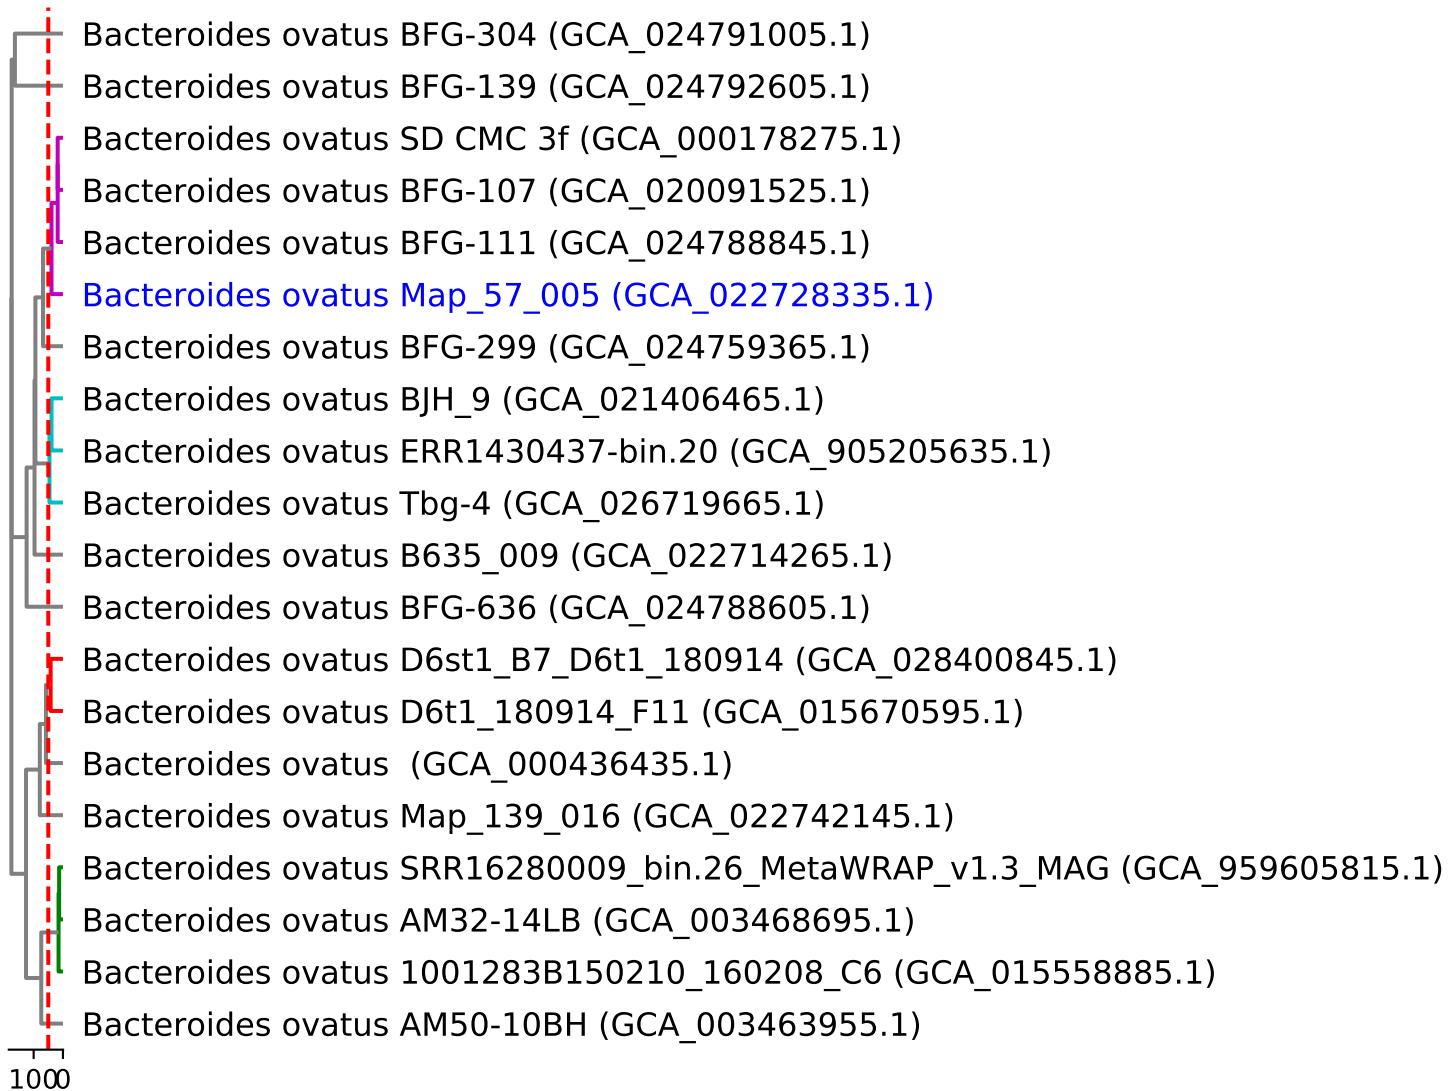 Bacteroides ovatus BFG-304 (GCA_024791005.1)
Bacteroides ovatus BFG-139 (GCA_024792605.1)
Bacteroides ovatus SD CMC 3f (GCA_000178275.1)
Bacteroides ovatus BFG-107 (GCA_020091525.1)
Bacteroides ovatus BFG-111 (GCA_024788845.1)
Bacteroides ovatus Map_57_005 (GCA_022728335.1)
Bacteroides ovatus BFG-299 (GCA_024759365.1)
Bacteroides ovatus BJH_9 (GCA_021406465.1)
Bacteroides ovatus ERR1430437-bin.20 (GCA_905205635.1)
Bacteroides ovatus Tbg-4 (GCA_026719665.1)
Bacteroides ovatus B635_009 (GCA_022714265.1)
Bacteroides ovatus BFG-636 (GCA_024788605.1)
Bacteroides ovatus D6st1_B7_D6t1_180914 (GCA_028400845.1)
Bacteroides ovatus D6t1_180914_F11 (GCA_015670595.1)
Bacteroides ovatus  (GCA_000436435.1)
Bacteroides ovatus Map_139_016 (GCA_022742145.1)
Bacteroides ovatus SRR16280009_bin.26_MetaWRAP_v1.3_MAG (GCA_959605815.1)
Bacteroides ovatus AM32-14LB (GCA_003468695.1)
Bacteroides ovatus 1001283B150210_160208_C6 (GCA_015558885.1)
Bacteroides ovatus AM50-10BH (GCA_003463955.1)
1000 0